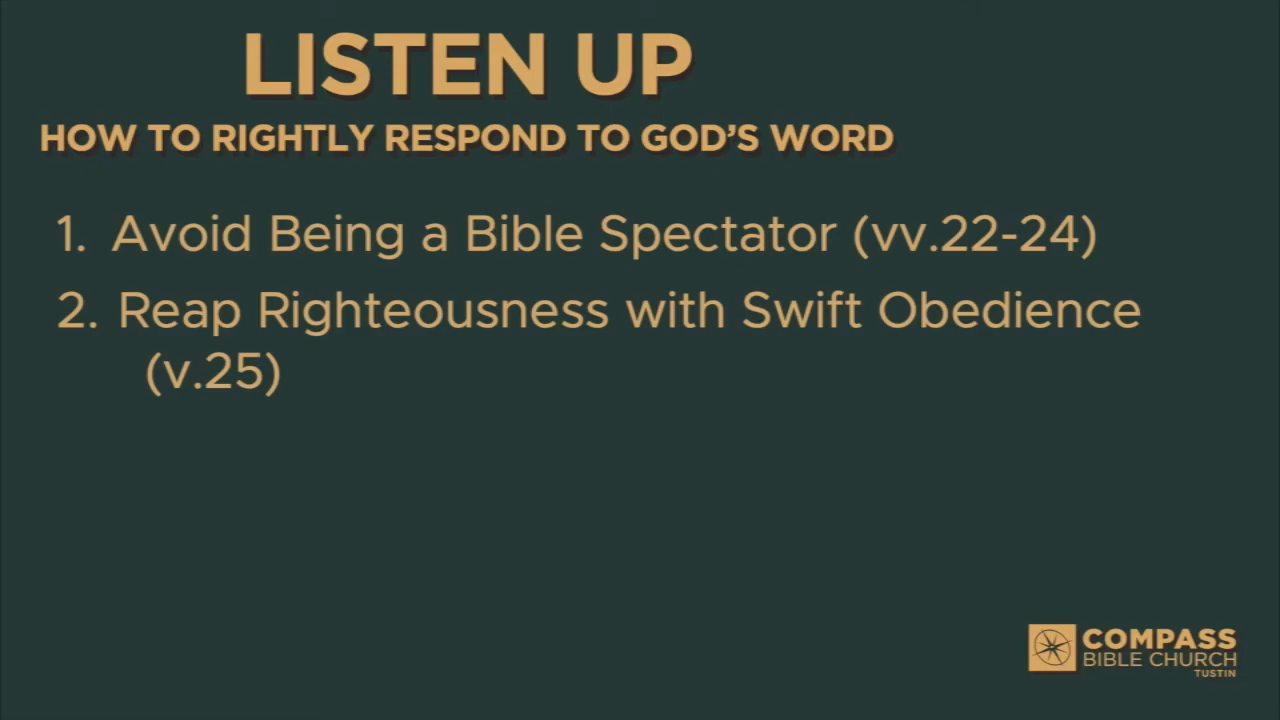 LISTEN UP
HOW TO RIGHTLY RESPOND TO GOD'S WORD
1. Avoid Being a Bible Spectator (vv.22-24)
2. Reap Righteousness with Swift Obedience
(v.25)
COMPASS
BIBLE CHURCH
TUSTIN